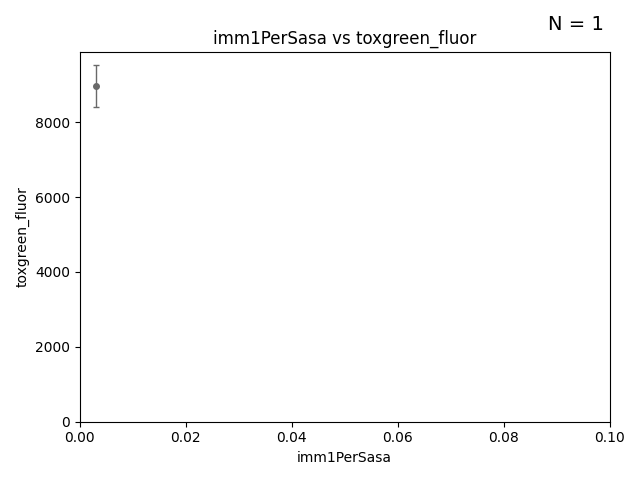 N = 1
imm1PerSasa vs toxgreen_fluor
8000
6000
4000
2000
0
toxgreen_fluor
0.00 0.02 0.04 0.06 0.08 0.10
imm1PerSasa